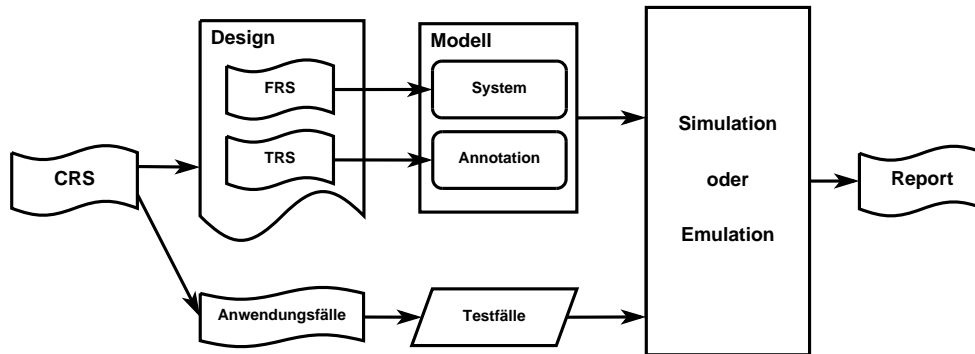 Design
Modell
FRS
System
TRS
Annotation
CRS
Simulation
oder
Emulation
Report
Anwendungsfälle
Testfälle